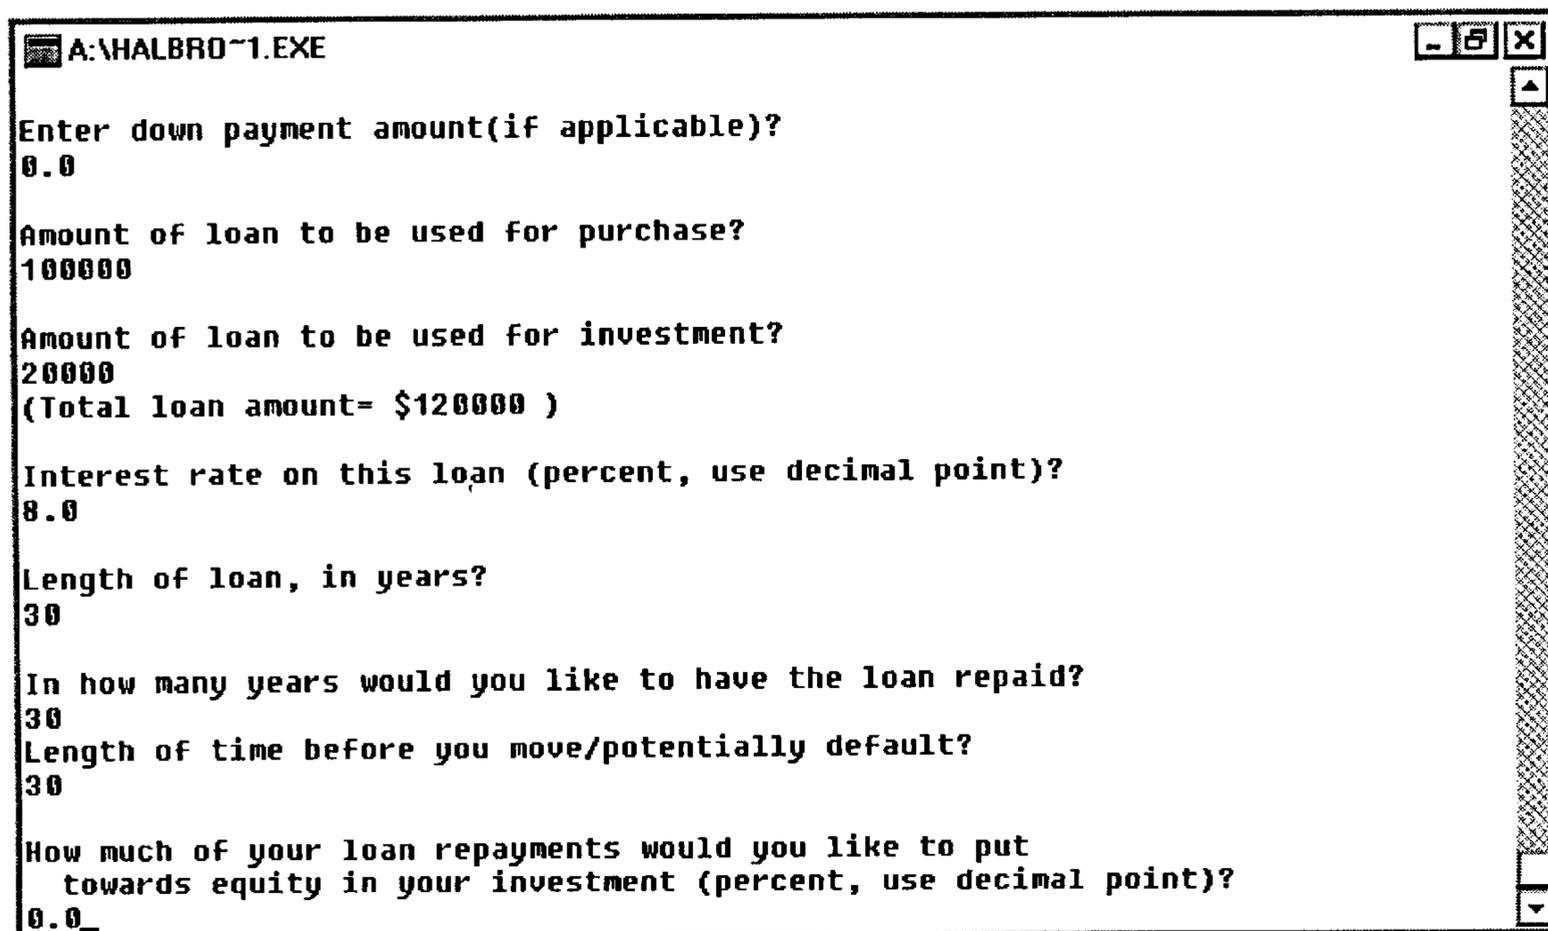 A:\HALBRO~1.EXE
Enter down payment amount(if applicable)?
0.0
Amount of loan to be used for purchase?
100000
Amount of loan to be used for investment?
20000
(Total loan amount= $120000 )
Interest rate on this loan (percent, use decimal point)?
8.0
Length of loan, in years?
30
In how many years would you like to have the loan repaid?
30
Length of time before you move/potentially default?
30
How much of your loan repayments would you like to put
towards equity in your investment (percent, use decimal point)?
0.0_